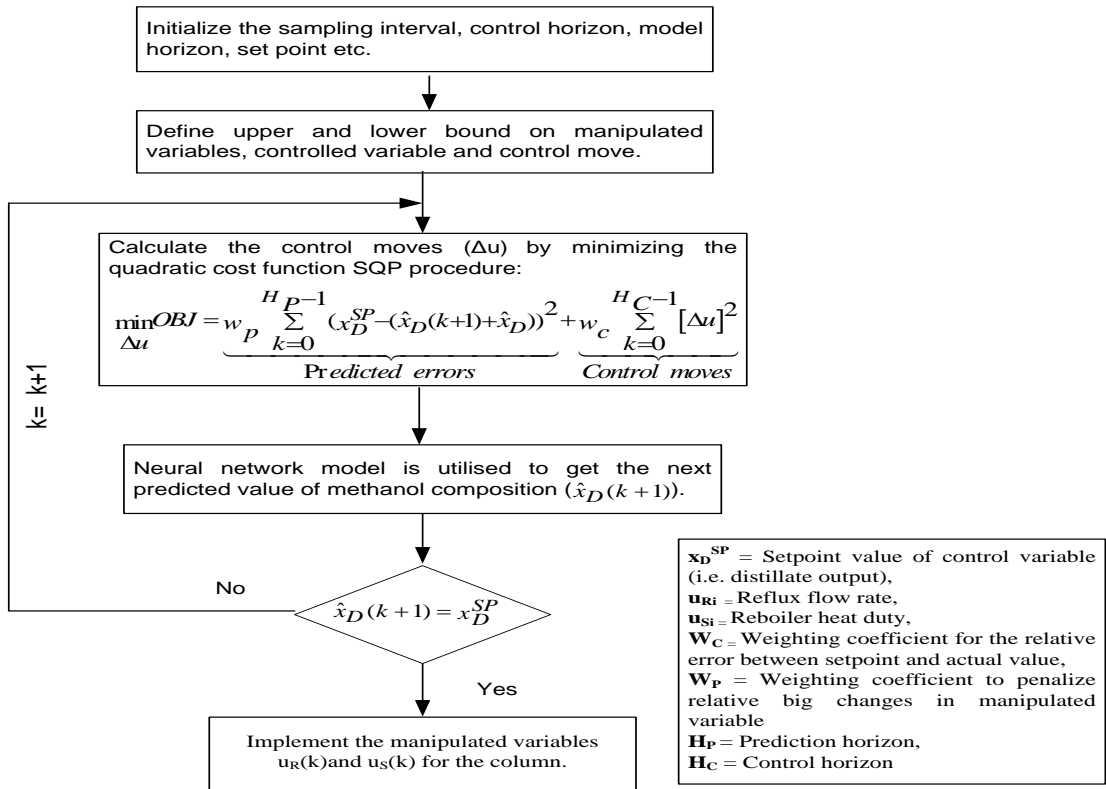 Initialize the sampling interval, control horizon, model
horizon, set point etc.
Define upper and lower bound on manipulated
variables, controlled variable and control move.
Calculate the control moves (Δu) by minimizing the
quadratic cost function SQP procedure:
min_{Δu} OBJ = w_p ∑_{k=0}^{H_P−1} (x_D^{SP}−(x̂_D(k+1)+x̂_D))^2 + w_c ∑_{k=0}^{H_C−1} [Δu]^2
Predicted errors Control moves
k= k+1
Neural network model is utilised to get the next
predicted value of methanol composition (x̂_D(k+1)).
No
x̂_D(k+1) = x_D^{SP}
Yes
Implement the manipulated variables
u_R(k)and u_S(k) for the column.
x_D^{SP} = Setpoint value of control variable
(i.e. distillate output),
u_{Ri} = Reflux flow rate,
u_{Si} = Reboiler heat duty,
W_C = Weighting coefficient for the relative
error between setpoint and actual value,
W_P = Weighting coefficient to penalize
relative big changes in manipulated
variable
H_P = Prediction horizon,
H_C = Control horizon